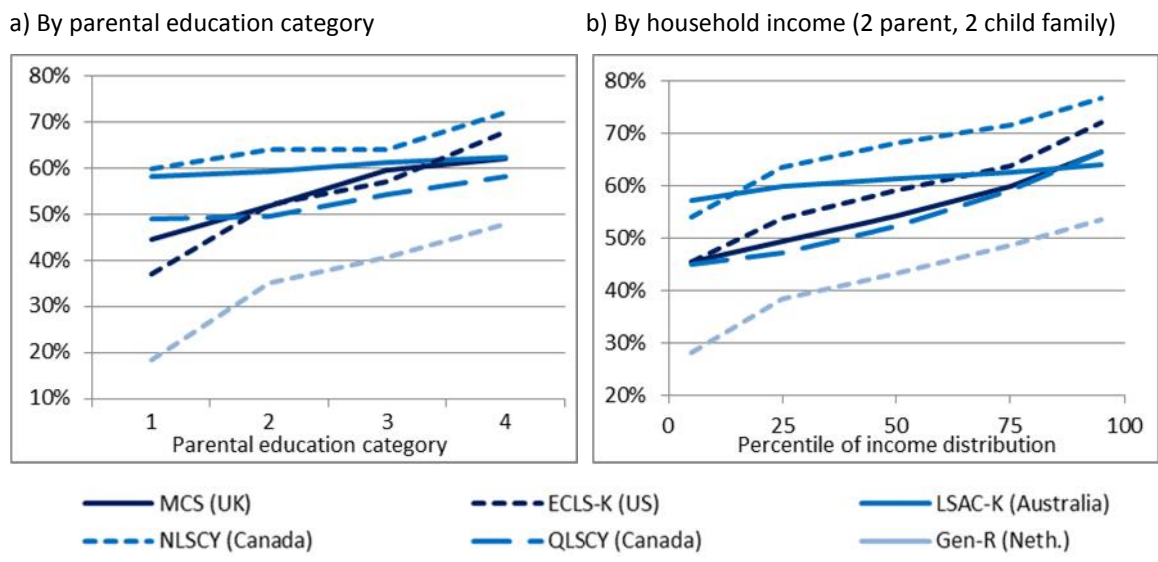 a) By parental education category
b) By household income (2 parent, 2 child family)
80%
70%
60%
50%
40%
30%
20%
10%
1 2 3 4
Parental education category
80%
70%
60%
50%
40%
30%
20%
0 25 50 75 100
Percentile of income distribution
MCS (UK)
ECLS-K (US)
LSAC-K (Australia)
NLSCY (Canada)
QLSCY (Canada)
Gen-R (Neth.)